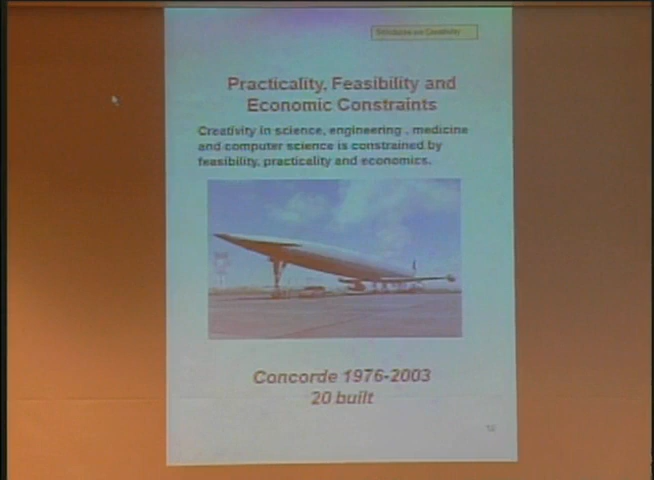 Practicality, Feasibility and
Economic Constraints
Creativity in science, engineering , medicine
and computer science is constrained by
feasibility, practicality and economics.
Concorde 1976-2003
20 built